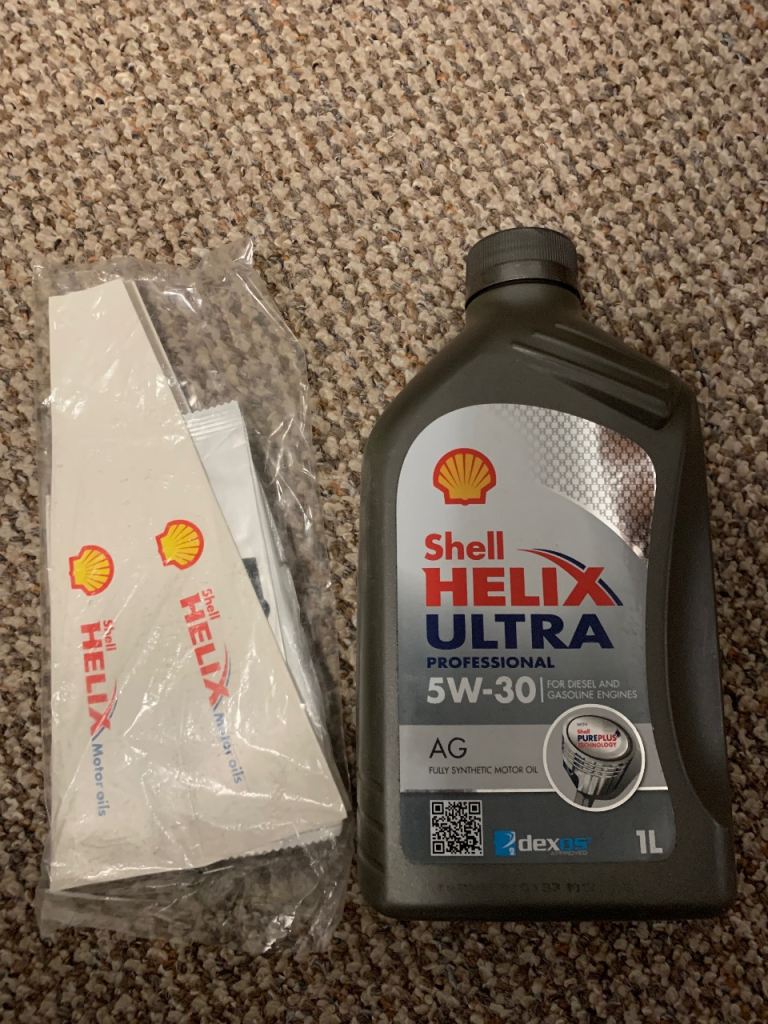 Shell
HELIX
Motor oils
Shell
HELIX
Motor oils
Shell
HELIX
ULTRA
PROFESSIONAL
5W-30
FOR DIESEL AND
GASOLINE ENGINES
AG
FULLY SYNTHETIC MOTOR OIL
WITH
Shell
PUREPLUS
TECHNOLOGY
2 dexos
APPROVED
1L